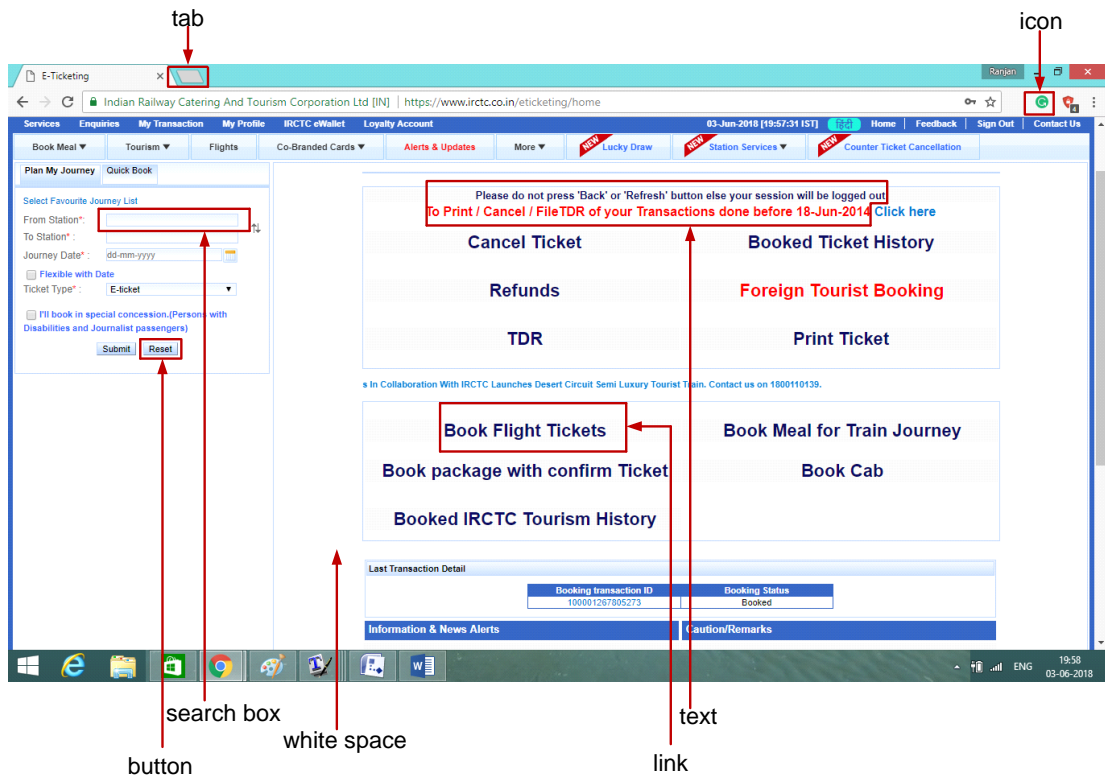 tab
icon
E-Ticketing
Ranjan
Indian Railway Catering And Tourism Corporation Ltd [IN] | https://www.irctc.co.in/eticketing/home
Services Enquiries My Transaction My Profile IRCTC eWallet Loyalty Account 03-Jun-2018 [19:57:31 IST] हिंदी Home Feedback Sign Out Contact Us
Book Meal ▼ Tourism ▼ Flights Co-Branded Cards ▼ Alerts & Updates More ▼ NEW Lucky Draw NEW Station Services ▼ NEW Counter Ticket Cancellation
Plan My Journey Quick Book
Select Favourite Journey List
From Station*:
To Station* :
Journey Date* : dd-mm-yyyy
Flexible with Date
Ticket Type* : E-ticket ▼
I'll book in special concession.(Persons with
Disabilities and Journalist passengers)
Submit Reset
Please do not press 'Back' or 'Refresh' button else your session will be logged out
To Print / Cancel / FileTDR of your Transactions done before 18-Jun-2014 Click here
Cancel Ticket Booked Ticket History
Refunds Foreign Tourist Booking
TDR Print Ticket
s In Collaboration With IRCTC Launches Desert Circuit Semi Luxury Tourist Train. Contact us on 1800110139.
Book Flight Tickets Book Meal for Train Journey
Book package with confirm Ticket Book Cab
Booked IRCTC Tourism History
Last Transaction Detail
Booking transaction ID Booking Status
100001267805273 Booked
Information & News Alerts Caution/Remarks
ENG 19:58
03-06-2018
search box
text
white space
link
button